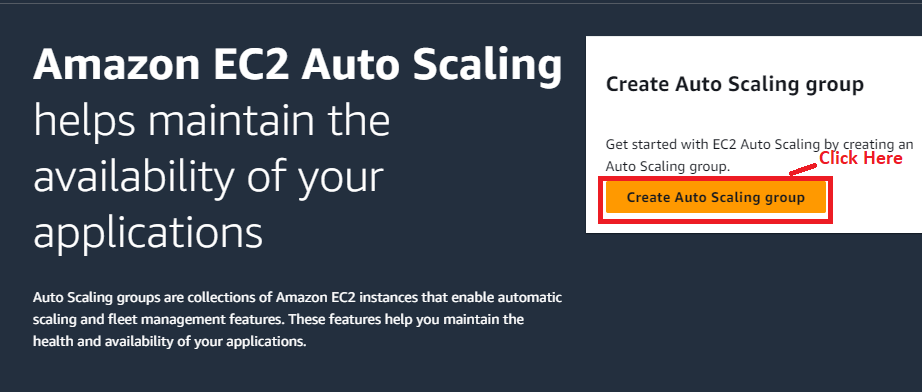 Amazon EC2 Auto Scaling
helps maintain the
availability of your
applications
Auto Scaling groups are collections of Amazon EC2 instances that enable automatic
scaling and fleet management features. These features help you maintain the
health and availability of your applications.
Create Auto Scaling group
Get started with EC2 Auto Scaling by creating an
Auto Scaling group.
Click Here
Create Auto Scaling group